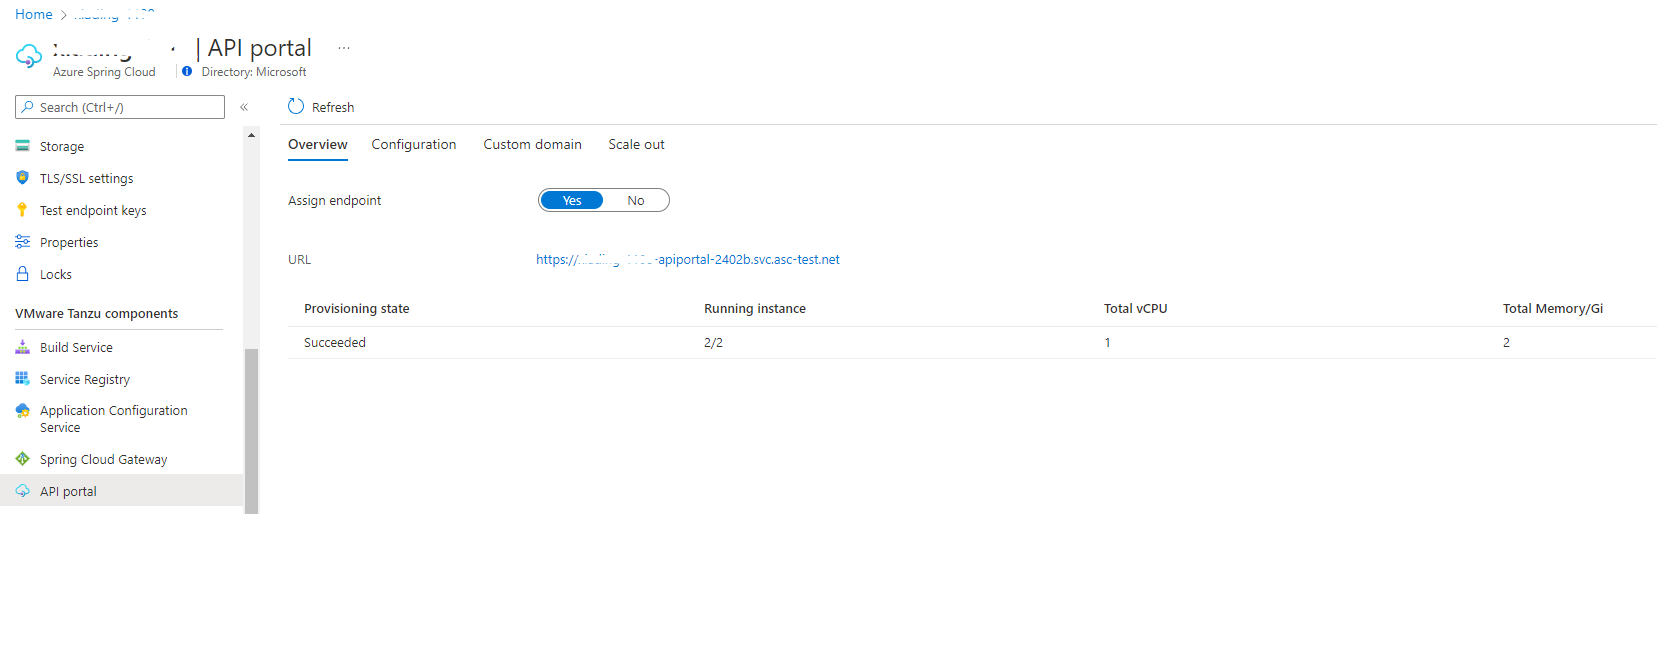 Home >
| API portal ...
Azure Spring Cloud
Directory: Microsoft
Search (Ctrl+/)
«
Refresh
Storage
TLS/SSL settings
Test endpoint keys
Properties
Locks
VMware Tanzu components
Build Service
Service Registry
Application Configuration
Service
Spring Cloud Gateway
API portal
Overview Configuration Custom domain Scale out
Assign endpoint Yes No
URL https:// -apiportal-2402b.svc.asc-test.net
Provisioning state Running instance Total vCPU Total Memory/Gi
Succeeded 2/2 1 2